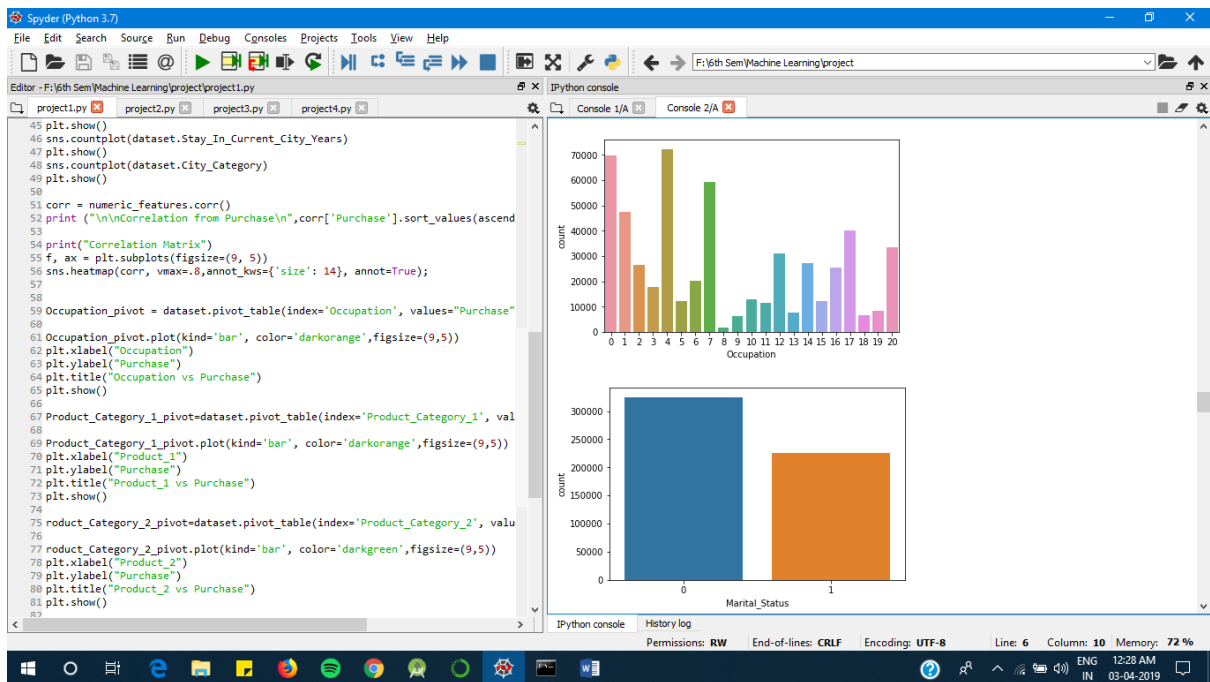 Spyder (Python 3.7)
File Edit Search Source Run Debug Consoles Projects Tools View Help
F:\6th Sem\Machine Learning\project
Editor - F:\6th Sem\Machine Learning\project\project1.py
project1.py project2.py project3.py project4.py
45 plt.show()
46 sns.countplot(dataset.Stay_In_Current_City_Years)
47 plt.show()
48 sns.countplot(dataset.City_Category)
49 plt.show()
50
51 corr = numeric_features.corr()
52 print ("\n\nCorrelation from Purchase\n",corr['Purchase'].sort_values(ascend
53
54 print("Correlation Matrix")
55 f, ax = plt.subplots(figsize=(9, 5))
56 sns.heatmap(corr, vmax=.8,annot_kws={'size': 14}, annot=True);
57
58
59 Occupation_pivot = dataset.pivot_table(index='Occupation', values="Purchase"
60
61 Occupation_pivot.plot(kind='bar', color='darkorange',figsize=(9,5))
62 plt.xlabel("Occupation")
63 plt.ylabel("Purchase")
64 plt.title("Occupation vs Purchase")
65 plt.show()
66
67 Product_Category_1_pivot=dataset.pivot_table(index='Product_Category_1', val
68
69 Product_Category_1_pivot.plot(kind='bar', color='darkorange',figsize=(9,5))
70 plt.xlabel("Product_1")
71 plt.ylabel("Purchase")
72 plt.title("Product_1 vs Purchase")
73 plt.show()
74
75 roduct_Category_2_pivot=dataset.pivot_table(index='Product_Category_2', valu
76
77 roduct_Category_2_pivot.plot(kind='bar', color='darkgreen',figsize=(9,5))
78 plt.xlabel("Product_2")
79 plt.ylabel("Purchase")
80 plt.title("Product_2 vs Purchase")
81 plt.show()
82
IPython console
Console 1/A Console 2/A
70000
60000
50000
40000
30000
20000
10000
0
count
0 1 2 3 4 5 6 7 8 9 10 11 12 13 14 15 16 17 18 19 20
Occupation
300000
250000
200000
150000
100000
50000
0
count
0 1
Marital_Status
IPython console History log
Permissions: RW End-of-lines: CRLF Encoding: UTF-8 Line: 6 Column: 10 Memory: 72 %
ENG 12:28 AM
IN 03-04-2019